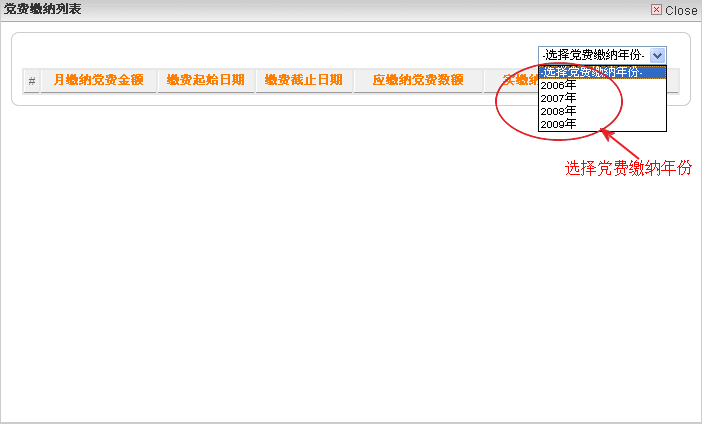 党费缴纳列表
Close
-选择党费缴纳年份-
# 月缴纳党费金额 缴费起始日期 缴费截止日期 应缴纳党费数额 实缴纳
-选择党费缴纳年份-
2006年
2007年
2008年
2009年
选择党费缴纳年份